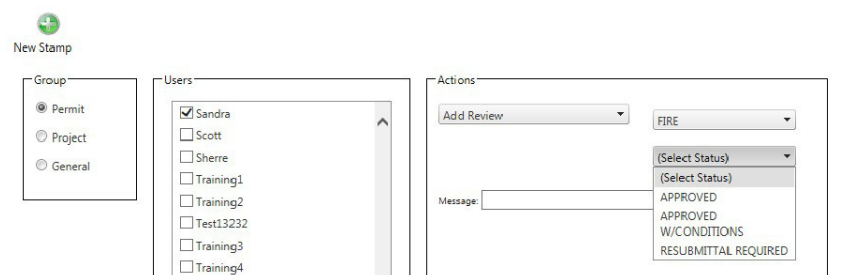 New Stamp
Group
Permit
Project
General
Users
Sandra
Scott
Sherre
Training1
Training2
Test13232
Training3
Training4
Actions
Add Review
FIRE
(Select Status)
(Select Status)
APPROVED
APPROVED
W/CONDITIONS
RESUBMITTAL REQUIRED
Message: